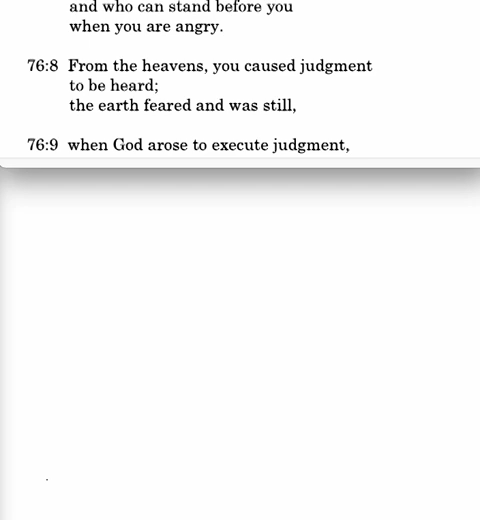 and who can stand before you
when you are angry.
76:8 From the heavens, you caused judgment
to be heard;
the earth feared and was still,
76:9 when God arose to execute judgment,